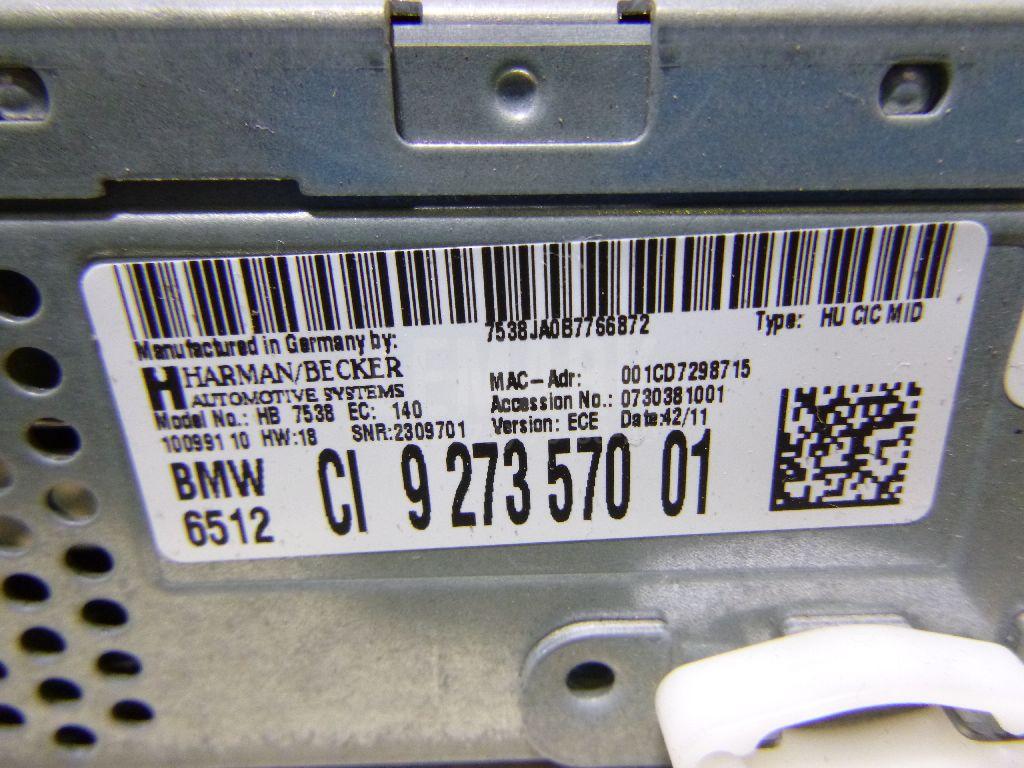 7538JA0B7766872
Type: HU CIC MID
Manufactured in Germany by:
HARMAN/BECKER
AUTOMOTIVE SYSTEMS
MAC-Adr: 001CD7298715
Accession No.: 0730381001
Version: ECE Date:42/11
Model No.: HB 7538 EC: 140
10099110 HW:18 SNR:2309701
BMW CI 9 273 570 01
6512